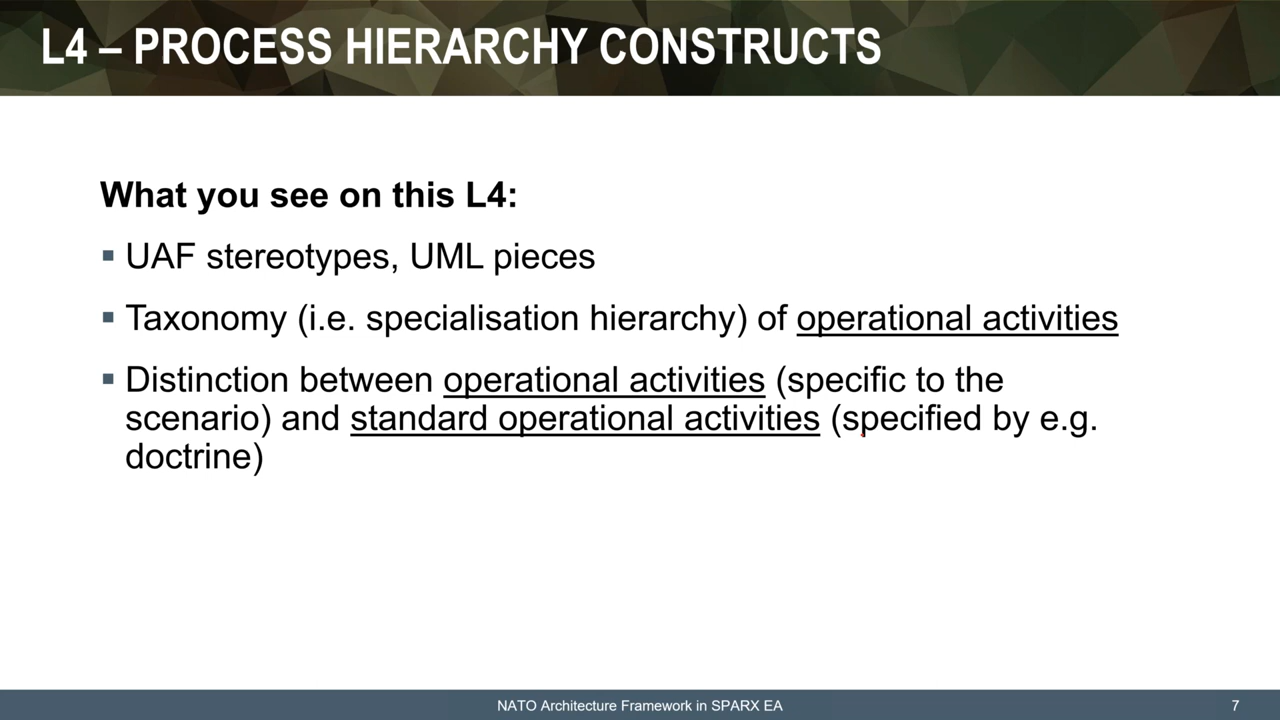 L4 – PROCESS HIERARCHY CONSTRUCTS
What you see on this L4:
▪ UAF stereotypes, UML pieces
▪ Taxonomy (i.e. specialisation hierarchy) of operational activities
▪ Distinction between operational activities (specific to the
scenario) and standard operational activities (specified by e.g.
doctrine)
NATO Architecture Framework in SPARX EA
7